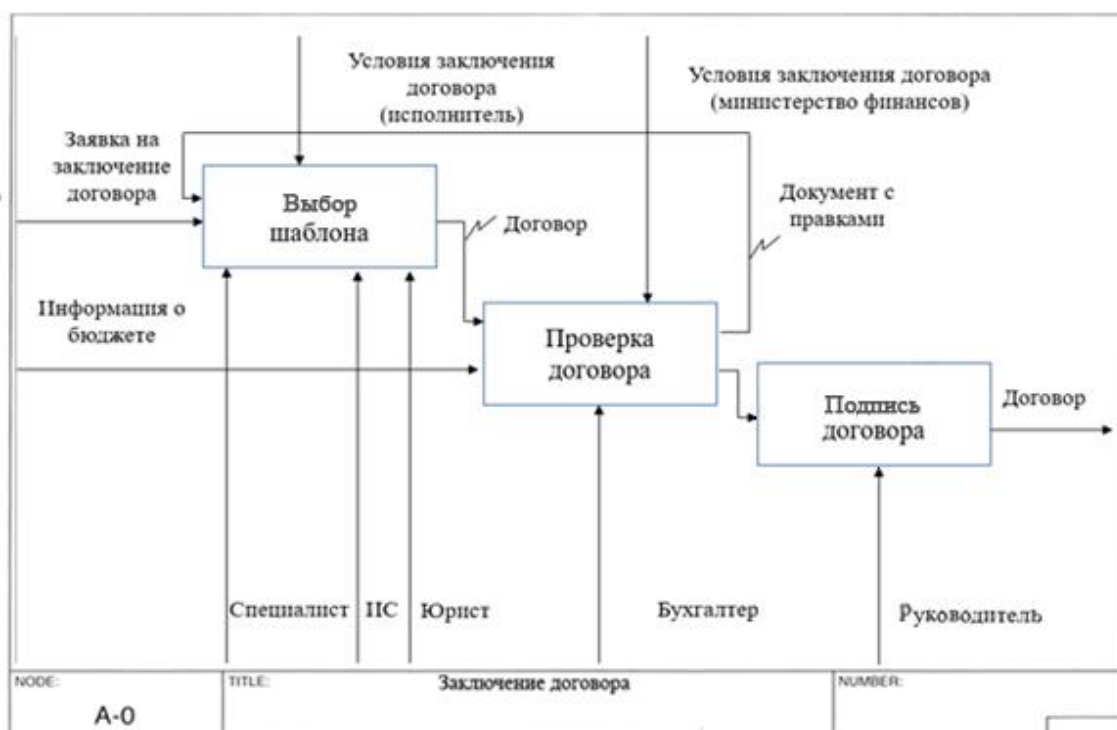 Условия заключения
договора
(исполнитель)
Условия заключения договора
(министерство финансов)
Заявка на
заключение
договора
Выбор
шаблона
Договор
Документ с
правками
Информация о
бюджете
Проверка
договора
Подпись
договора
Договор
Специалист
ПС
Юрист
Бухгалтер
Руководитель
NODE:
A-0
TITLE:
Заключение договора
NUMBER: